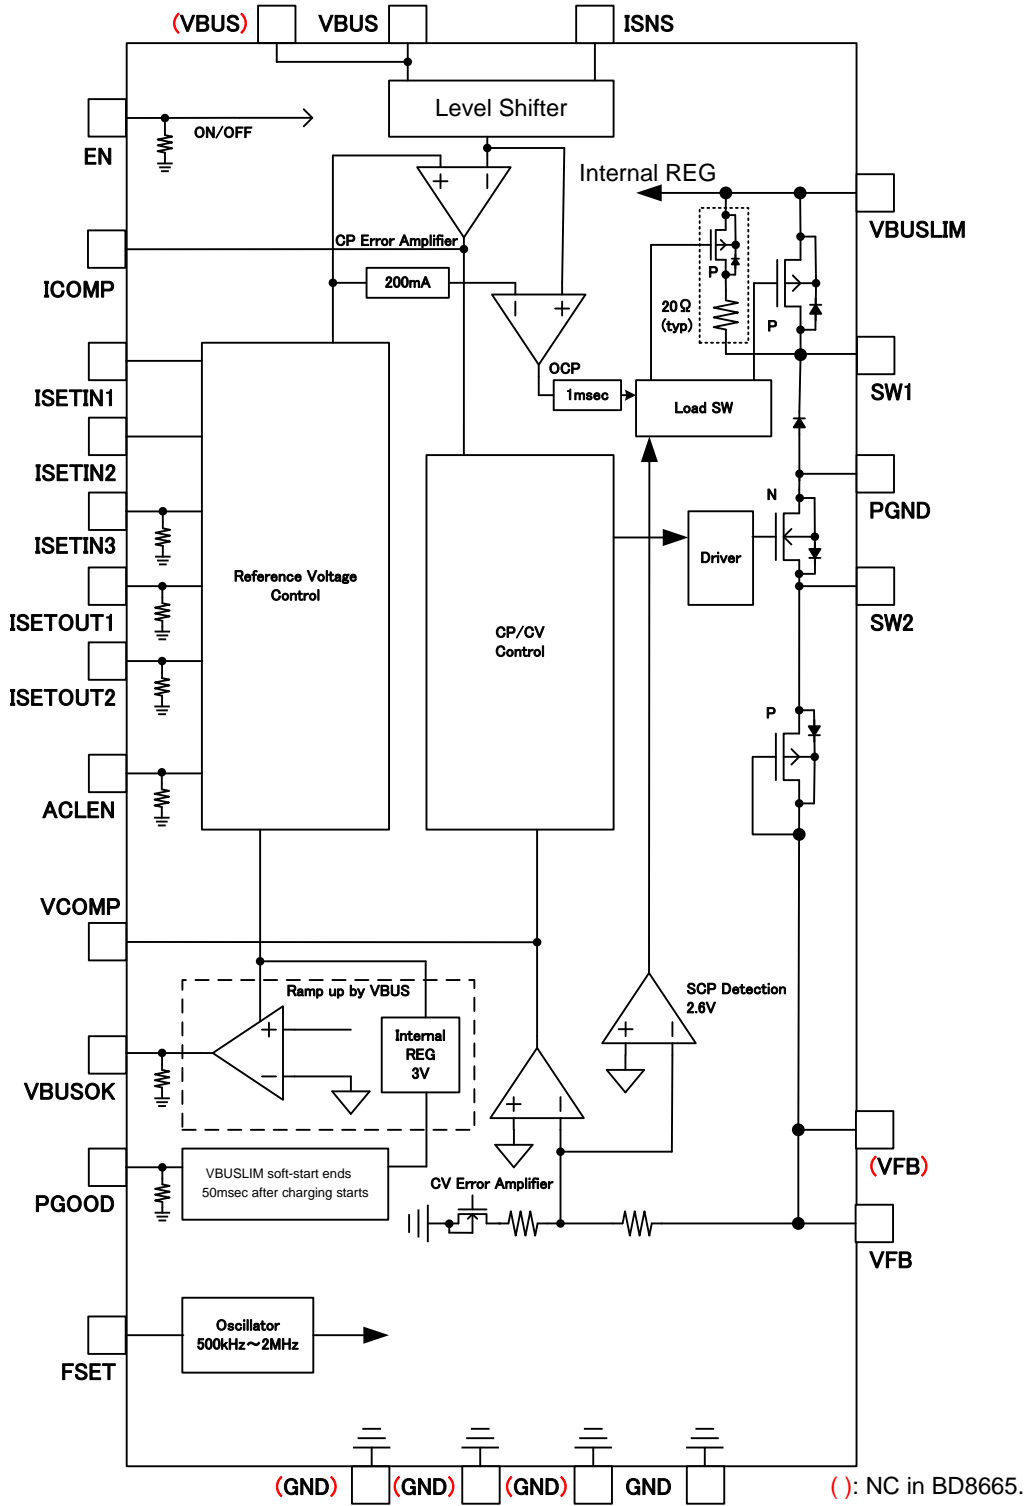 (VBUS)
VBUS
ISNS
Level Shifter
EN
ON/OFF
Internal REG
VBUSLIM
CP Error Amplifier
ICOMP
200mA
P
20Ω
(typ)
P
OCP
1msec
Load SW
SW1
ISETIN1
ISETIN2
ISETIN3
ISETOUT1
ISETOUT2
ACLEN
Reference Voltage
Control
CP/CV
Control
Driver
N
PGND
SW2
P
VCOMP
Ramp up by VBUS
Internal
REG
3V
SCP Detection
2.6V
VBUSOK
PGOOD
VBUSLIM soft-start ends
50msec after charging starts
CV Error Amplifier
(VFB)
VFB
FSET
Oscillator
500kHz～2MHz
(GND)
(GND)
(GND)
GND
( ): NC in BD8665.